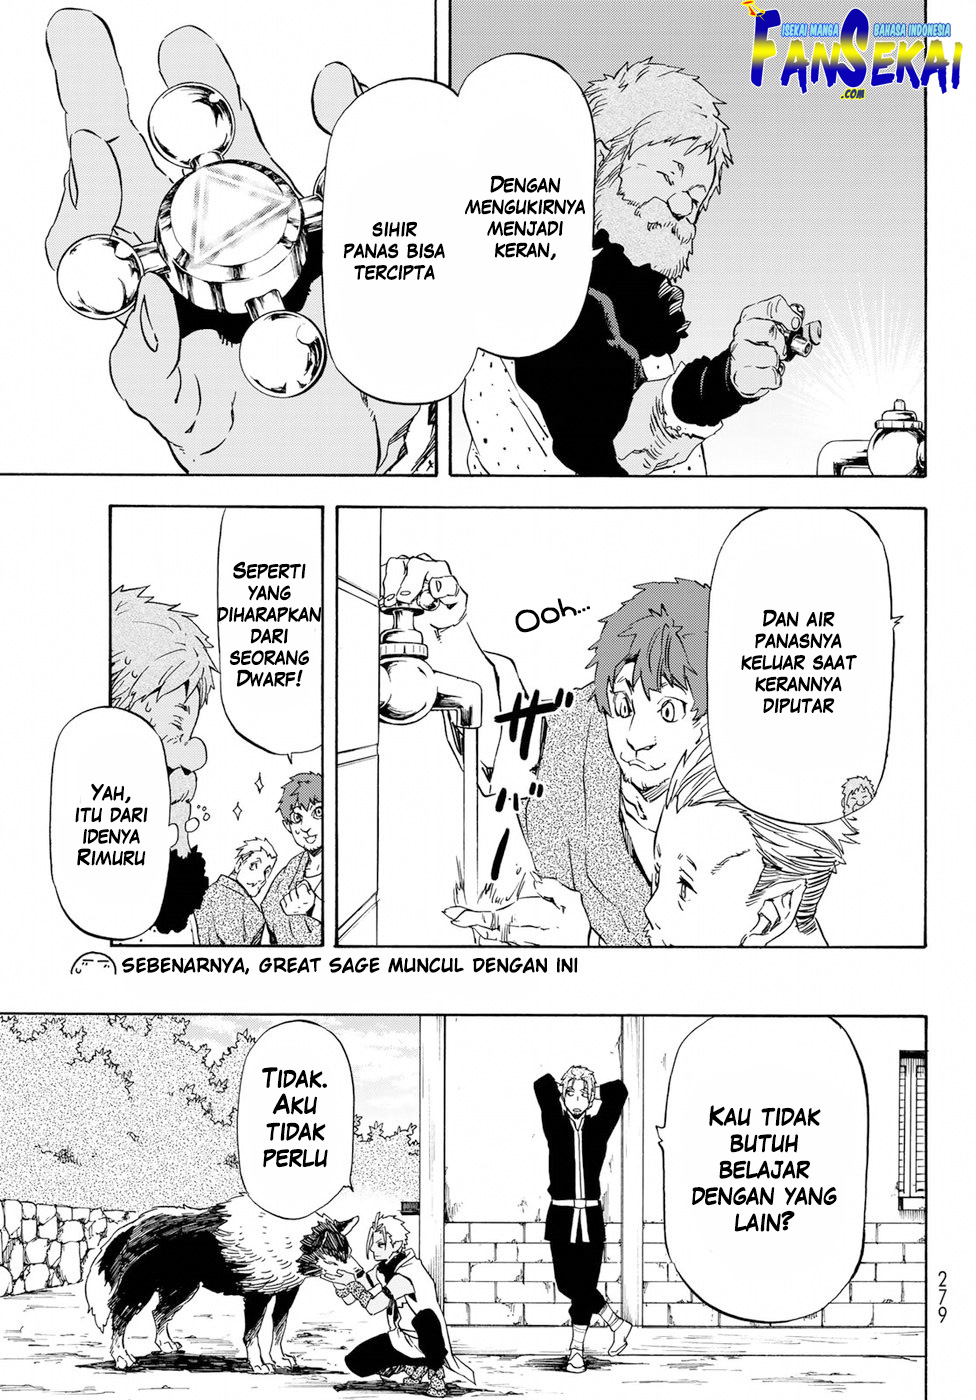 ISEKAI MANGA BAHASA INDONESIA
FANSEKAI
.COM
DENGAN
MENGUKIRNYA
MENJADI
KERAN,
SIHIR
PANAS BISA
TERCIPTA
DAN AIR
PANASNYA
KELUAR SAAT
KERANNYA
DIPUTAR
OOH...
SEPERTI
YANG
DIHARAPKAN
DARI
SEORANG
DWARF!
YAH,
ITU DARI
IDENYA
RIMURU
SEBENARNYA, GREAT SAGE MUNCUL DENGAN INI
KAU TIDAK
BUTUH
BELAJAR
DENGAN YANG
LAIN?
TIDAK.
AKU
TIDAK
PERLU
279